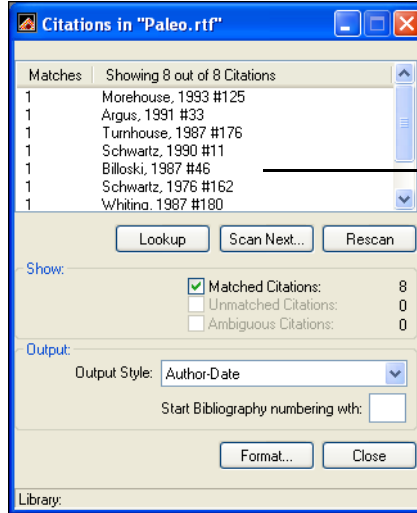 Citations in "Paleo.rtf"
Matches Showing 8 out of 8 Citations
1 Morehouse, 1993 #125
1 Argus, 1991 #33
1 Turnhouse, 1987 #176
1 Schwartz, 1990 #11
1 Billoski, 1987 #46
1 Schwartz, 1976 #162
1 Whiting, 1987 #180
Lookup Scan Next... Rescan
Show:
Matched Citations: 8
Unmatched Citations: 0
Ambiguous Citations: 0
Output:
Output Style: Author-Date
Start Bibliography numbering wth:
Format... Close
Library: